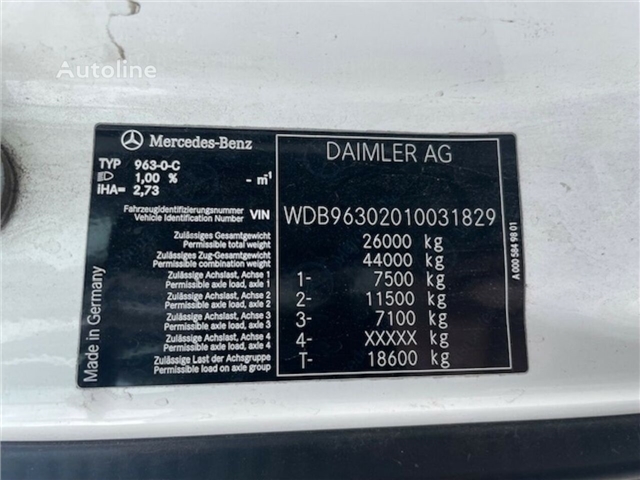 Autoline
Mercedes-Benz
DAIMLER AG
TYP 963-0-C
1,00 % - m⁻¹
iHA= 2,73
Fahrzeugidentifizierungsnummer
Vehicle Identification Number VIN WDB96302010031829
Zulässiges Gesamtgewicht
Permissible total weight 26000 kg
Zulässiges Zug-Gesamtgewicht
Permissible combination weight 44000 kg
Zulässige Achslast, Achse 1
Permissible axle load, axle 1 1- 7500 kg
Zulässige Achslast, Achse 2
Permissible axle load, axle 2 2- 11500 kg
Zulässige Achslast, Achse 3
Permissible axle load, axle 3 3- 7100 kg
Zulässige Achslast, Achse 4
Permissible axle load, axle 4 4- XXXXX kg
Zulässige Last der Achsgruppe
Permissible load on axle group T- 18600 kg
Made in Germany
A 000 584 98 01